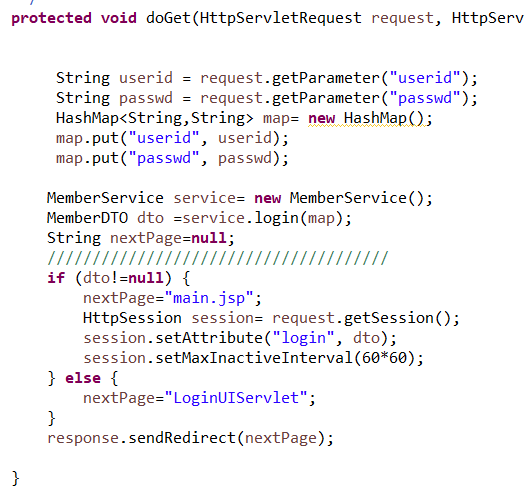 /
protected void doGet(HttpServletRequest request, HttpServ
String userid = request.getParameter("userid");
String passwd = request.getParameter("passwd");
HashMap<String,String> map= new HashMap();
map.put("userid", userid);
map.put("passwd", passwd);
MemberService service= new MemberService();
MemberDTO dto =service.login(map);
String nextPage=null;
//////////////////////////////////////
if (dto!=null) {
nextPage="main.jsp";
HttpSession session= request.getSession();
session.setAttribute("login", dto);
session.setMaxInactiveInterval(60*60);
} else {
nextPage="LoginUIServlet";
}
response.sendRedirect(nextPage);
}